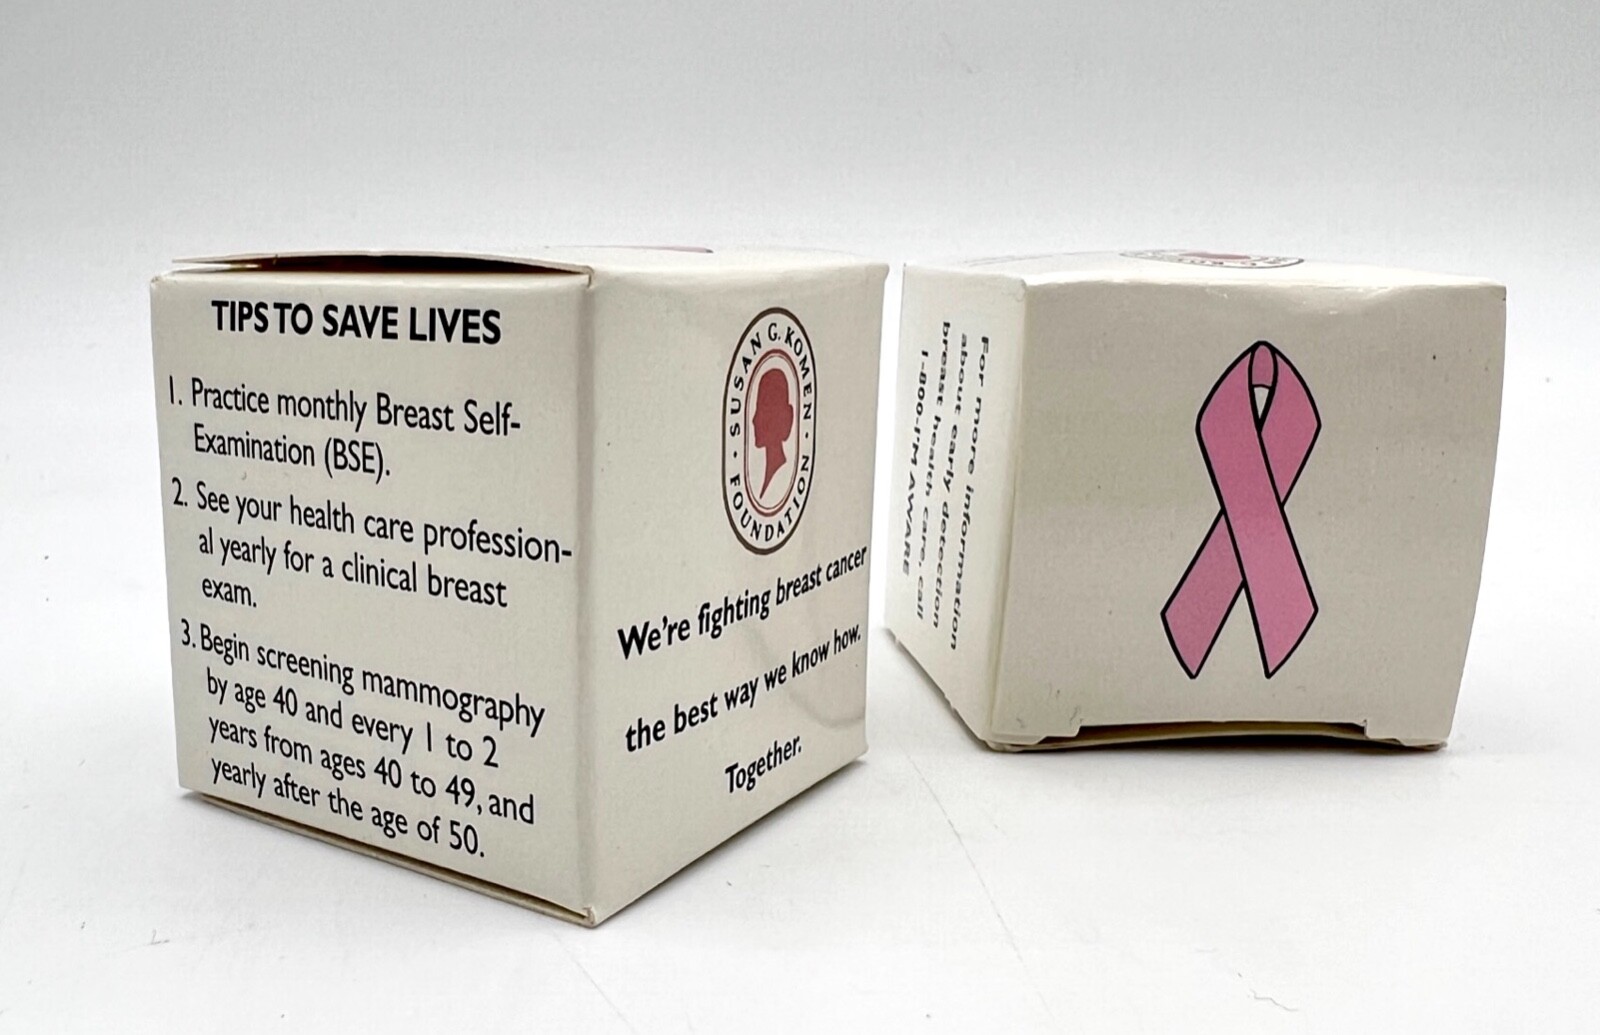 TIPS TO SAVE LIVES
1. Practice monthly Breast Self-
Examination (BSE).
2. See your health care profession-
al yearly for a clinical breast
exam.
3. Begin screening mammography
by age 40 and every 1 to 2
years from ages 40 to 49, and
yearly after the age of 50.
SUSAN G. KOMEN
FOUNDATION
We're fighting breast cancer
the best way we know how.
Together.
For more information
about early detection
breast health care, call
1-800-I'M AWARE